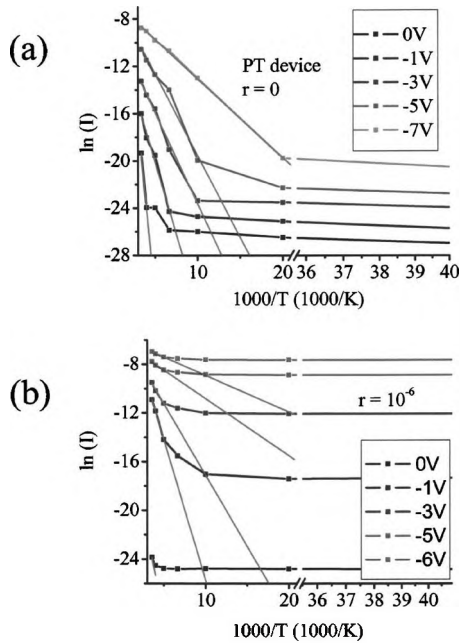 (a)
ln (I)
-8
-12
-16
-20
-24
-28
PT device
r = 0
0V
-1V
-3V
-5V
-7V
10
20
36
37
38
39
40
1000/T (1000/K)
(b)
ln (I)
-8
-12
-16
-20
-24
r = 10⁻⁶
0V
-1V
-3V
-5V
-6V
10
20
36
37
38
39
40
1000/T (1000/K)